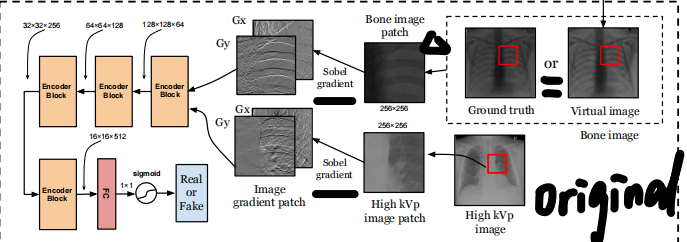 32×32×256
64×64×128
128×128×64
Gx
Gy
Bone image
patch
Encoder
Block
Encoder
Block
Encoder
Block
Sobel
gradient
256×256
or
Ground truth
Virtual image
Bone image
Gx
Gy
256×256
16×16×512
Encoder
Block
FC
1×1
sigmoid
Real
or
Fake
Image
gradient patch
Sobel
gradient
High kVp
image patch
High kVp
image
original